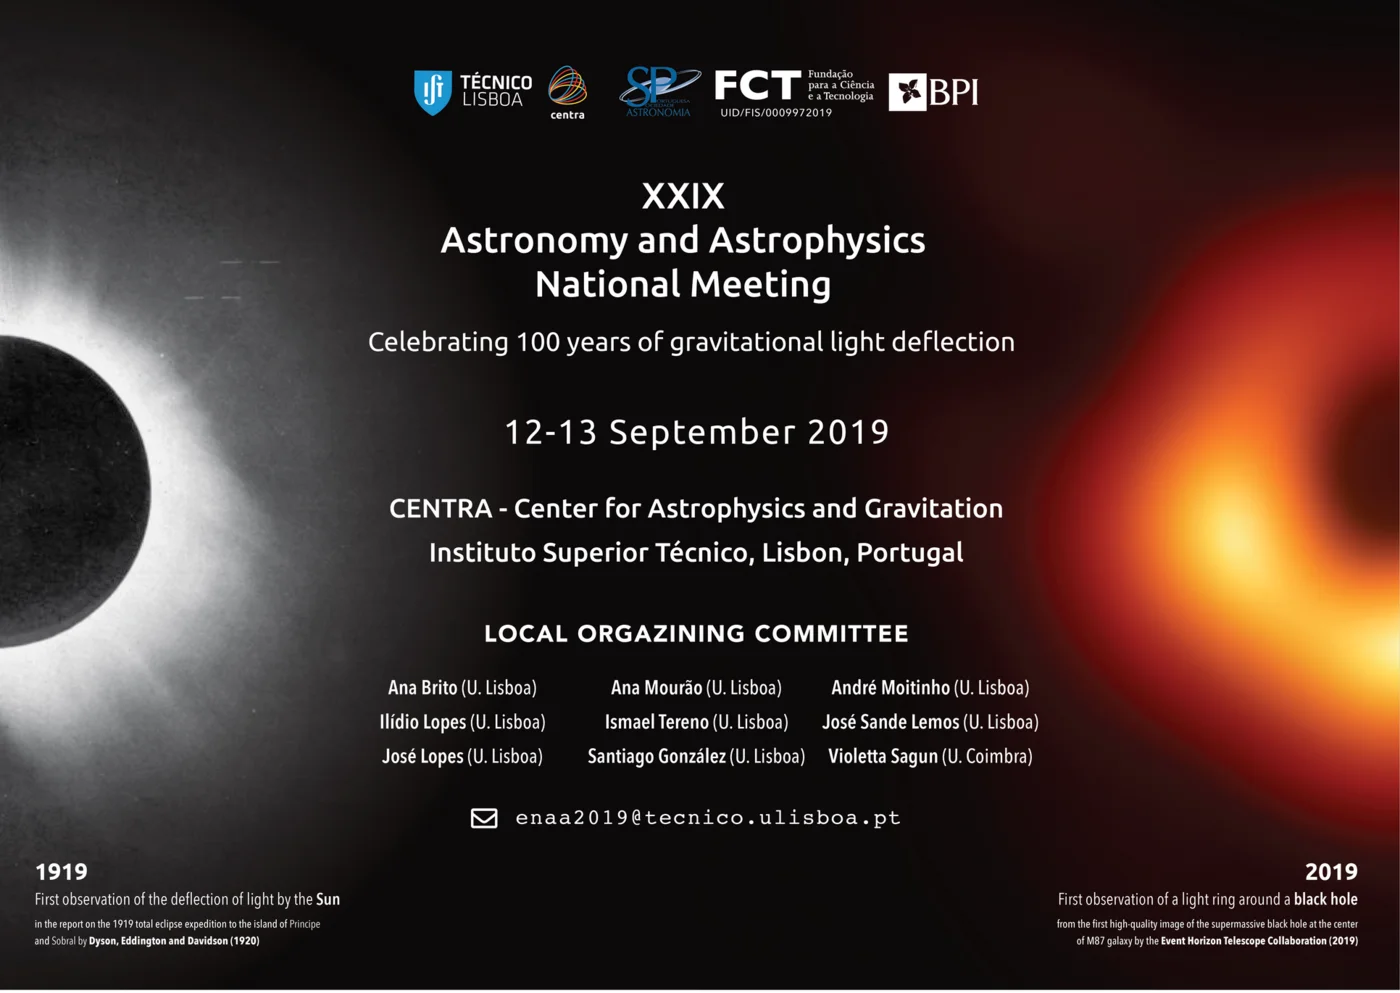 TÉCNICO
LISBOA
centra
SP
PORTUGUESA
SOCIEDADE
ASTRONOMIA
FCT
Fundação
para a Ciência
e a Tecnologia
UID/FIS/0009972019
BPI
XXIX
Astronomy and Astrophysics
National Meeting
Celebrating 100 years of gravitational light deflection
12-13 September 2019
CENTRA - Center for Astrophysics and Gravitation
Instituto Superior Técnico, Lisbon, Portugal
LOCAL ORGAZINING COMMITTEE
Ana Brito (U. Lisboa) Ana Mourão (U. Lisboa) André Moitinho (U. Lisboa)
Ilídio Lopes (U. Lisboa) Ismael Tereno (U. Lisboa) José Sande Lemos (U. Lisboa)
José Lopes (U. Lisboa) Santiago González (U. Lisboa) Violetta Sagun (U. Coimbra)
enaa2019@tecnico.ulisboa.pt
1919
First observation of the deflection of light by the Sun
in the report on the 1919 total eclipse expedition to the island of Principe
and Sobral by Dyson, Eddington and Davidson (1920)
2019
First observation of a light ring around a black hole
from the first high-quality image of the supermassive black hole at the center
of M87 galaxy by the Event Horizon Telescope Collaboration (2019)